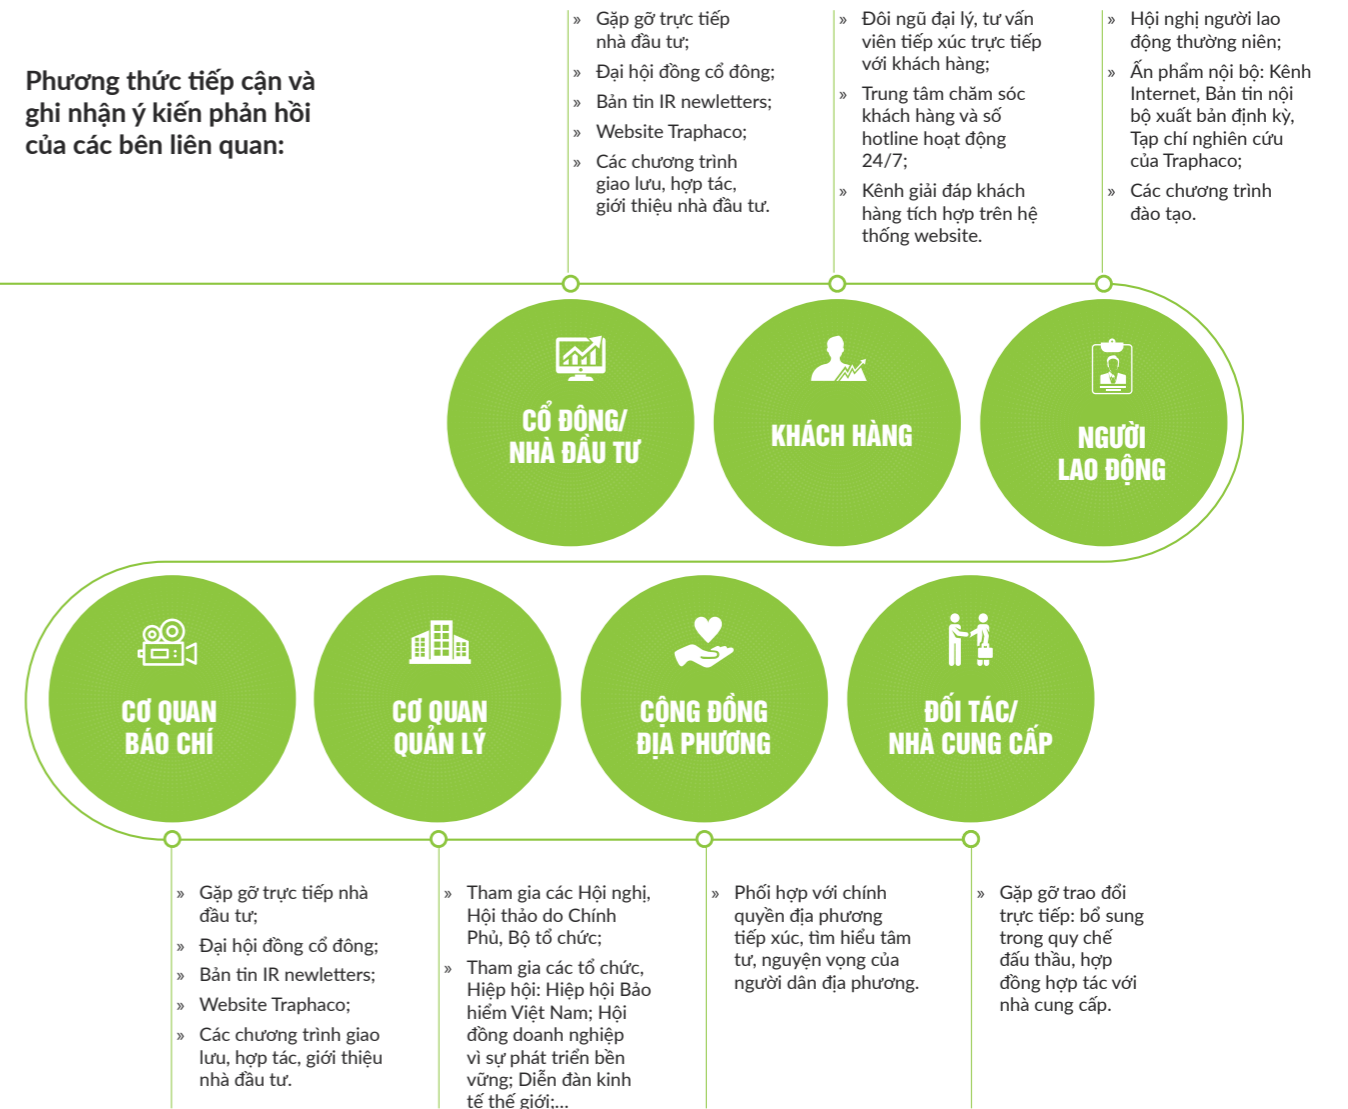 Phương thức tiếp cận và
ghi nhận ý kiến phản hồi
của các bên liên quan:
» Gặp gỡ trực tiếp
nhà đầu tư;
» Đại hội đồng cổ đông;
» Bản tin IR newletters;
» Website Traphaco;
» Các chương trình
giao lưu, hợp tác,
giới thiệu nhà đầu tư.
» Đôi ngũ đại lý, tư vấn
viên tiếp xúc trực tiếp
với khách hàng;
» Trung tâm chăm sóc
khách hàng và số
hotline hoạt động
24/7;
» Kênh giải đáp khách
hàng tích hợp trên hệ
thống website.
» Hội nghị người lao
động thường niên;
» Ấn phẩm nội bộ: Kênh
Internet, Bản tin nội
bộ xuất bản định kỳ,
Tạp chí nghiên cứu
của Traphaco;
» Các chương trình
đào tạo.
CỔ ĐÔNG/
NHÀ ĐẦU TƯ
KHÁCH HÀNG
NGƯỜI
LAO ĐỘNG
CƠ QUAN
BÁO CHÍ
CƠ QUAN
QUẢN LÝ
CỘNG ĐỒNG
ĐỊA PHƯƠNG
ĐỐI TÁC/
NHÀ CUNG CẤP
» Gặp gỡ trực tiếp nhà
đầu tư;
» Đại hội đồng cổ đông;
» Bản tin IR newletters;
» Website Traphaco;
» Các chương trình giao
lưu, hợp tác, giới thiệu
nhà đầu tư.
» Tham gia các Hội nghị,
Hội thảo do Chính
Phủ, Bộ tổ chức;
» Tham gia các tổ chức,
Hiệp hội: Hiệp hội Bảo
hiểm Việt Nam; Hội
đồng doanh nghiệp
vì sự phát triển bền
vững; Diễn đàn kinh
tế thế giới;...
» Phối hợp với chính
quyền địa phương
tiếp xúc, tìm hiểu tâm
tư, nguyện vọng của
người dân địa phương.
» Gặp gỡ trao đổi
trực tiếp: bổ sung
trong quy chế
đấu thầu, hợp
đồng hợp tác với
nhà cung cấp.